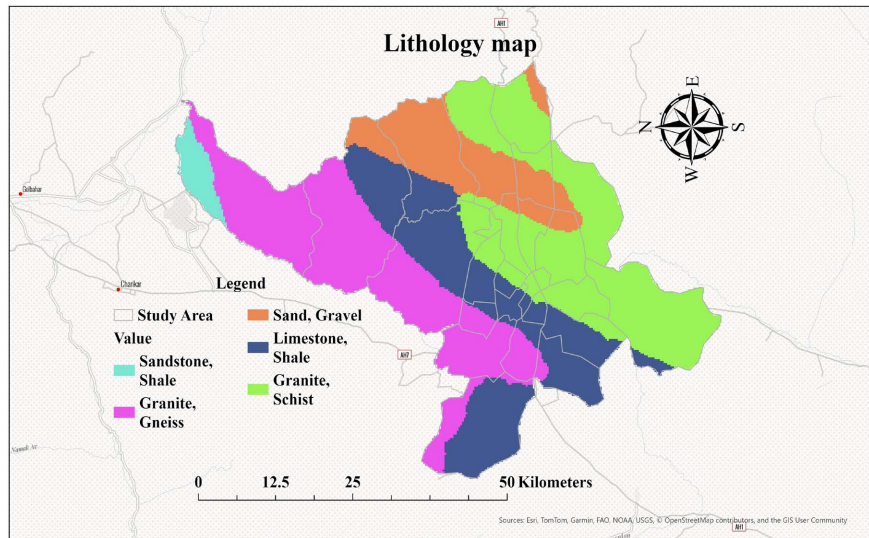 AH1
Lithology map
E
N
S
W
Gulbahar
Charikar
Legend
Study Area
Value
Sandstone,
Shale
Granite,
Gneiss
Sand, Gravel
Limestone,
Shale
Granite,
Schist
AH7
0 12.5 25 50 Kilometers
Sources: Esri, TomTom, Garmin, FAO, NOAA, USGS, © OpenStreetMap contributors, and the GIS User Community
AH1